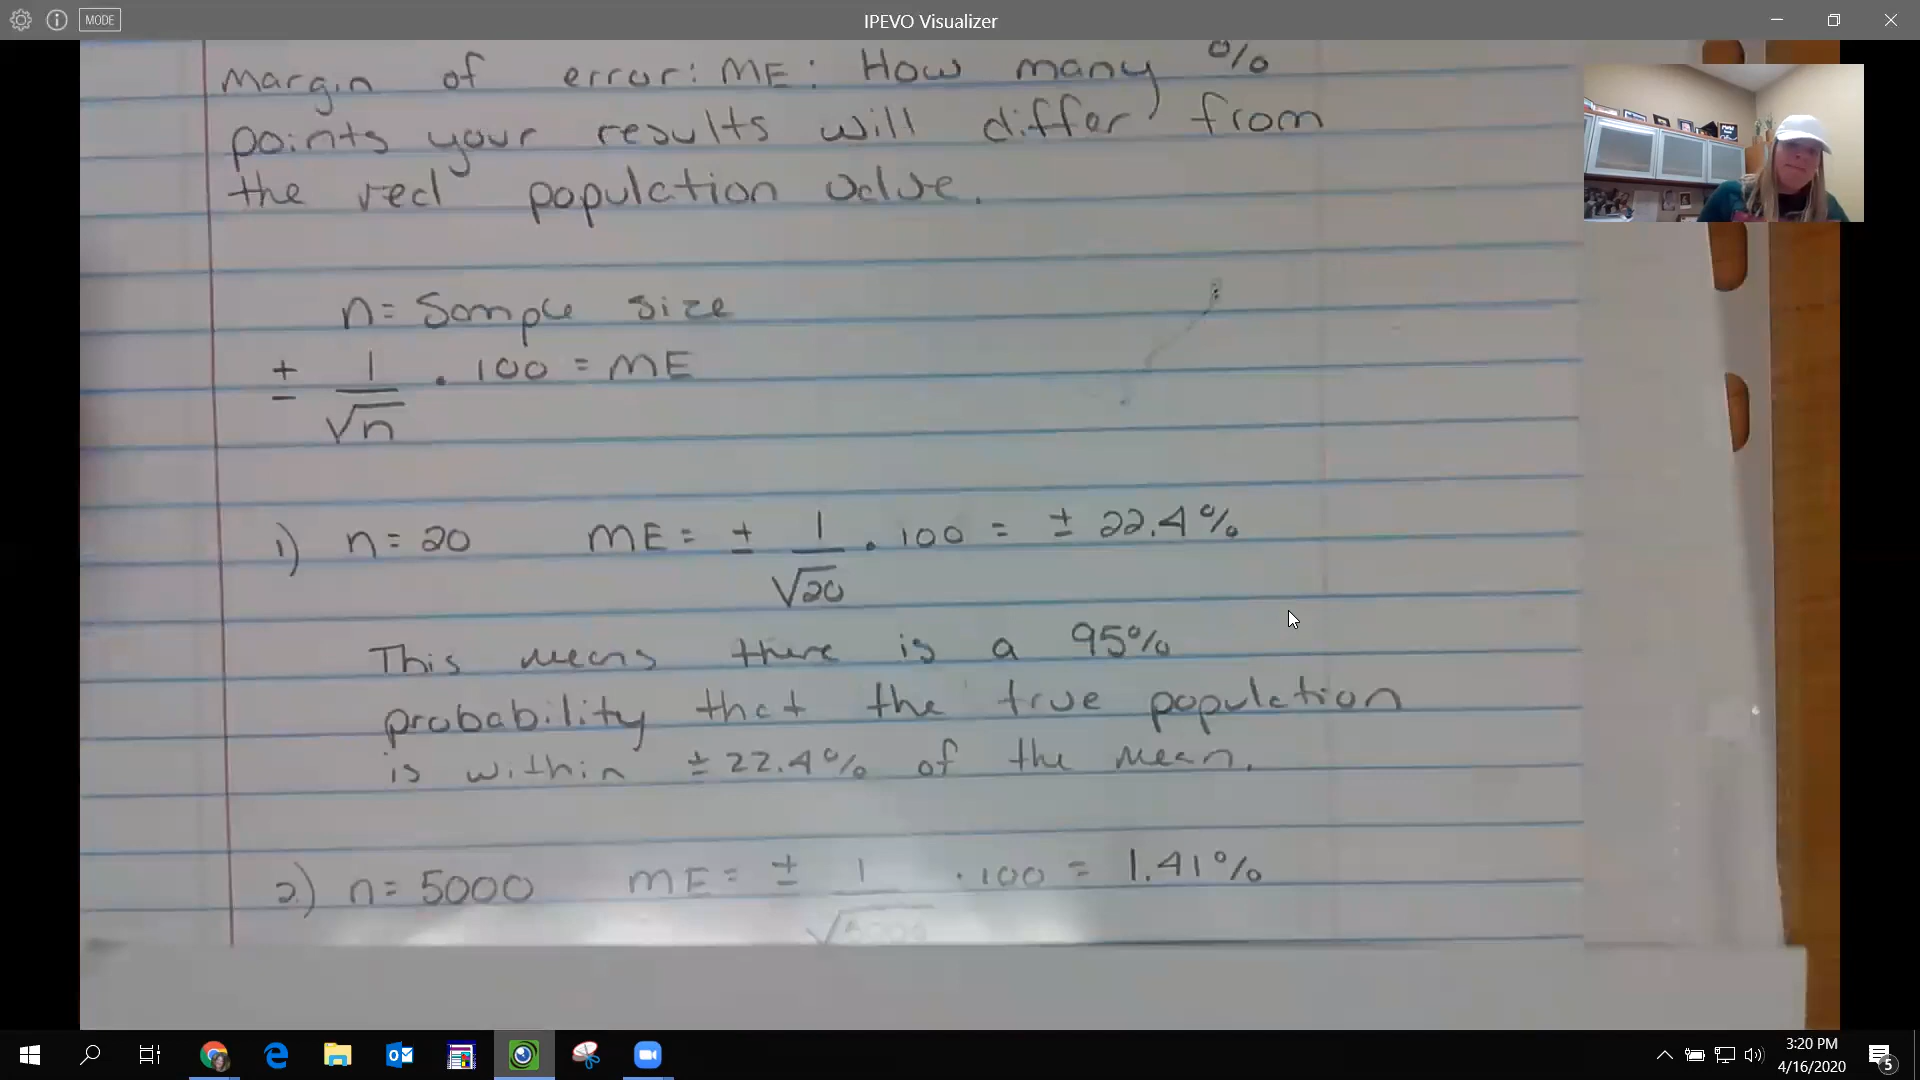 MODE
IPEVO Visualizer
Margin of error: ME: How many %
points your results will differ from
the real population value.
n = Sample size
± 1/√n · 100 = ME
1) n = 20 ME = ± 1/√20 · 100 = ± 22.4%
This means there is a 95%
probability that the true population
is within ± 22.4% of the mean.
2) n = 5000 ME = ± 1/√5000 · 100 = 1.41%
3:20 PM
4/16/2020
5